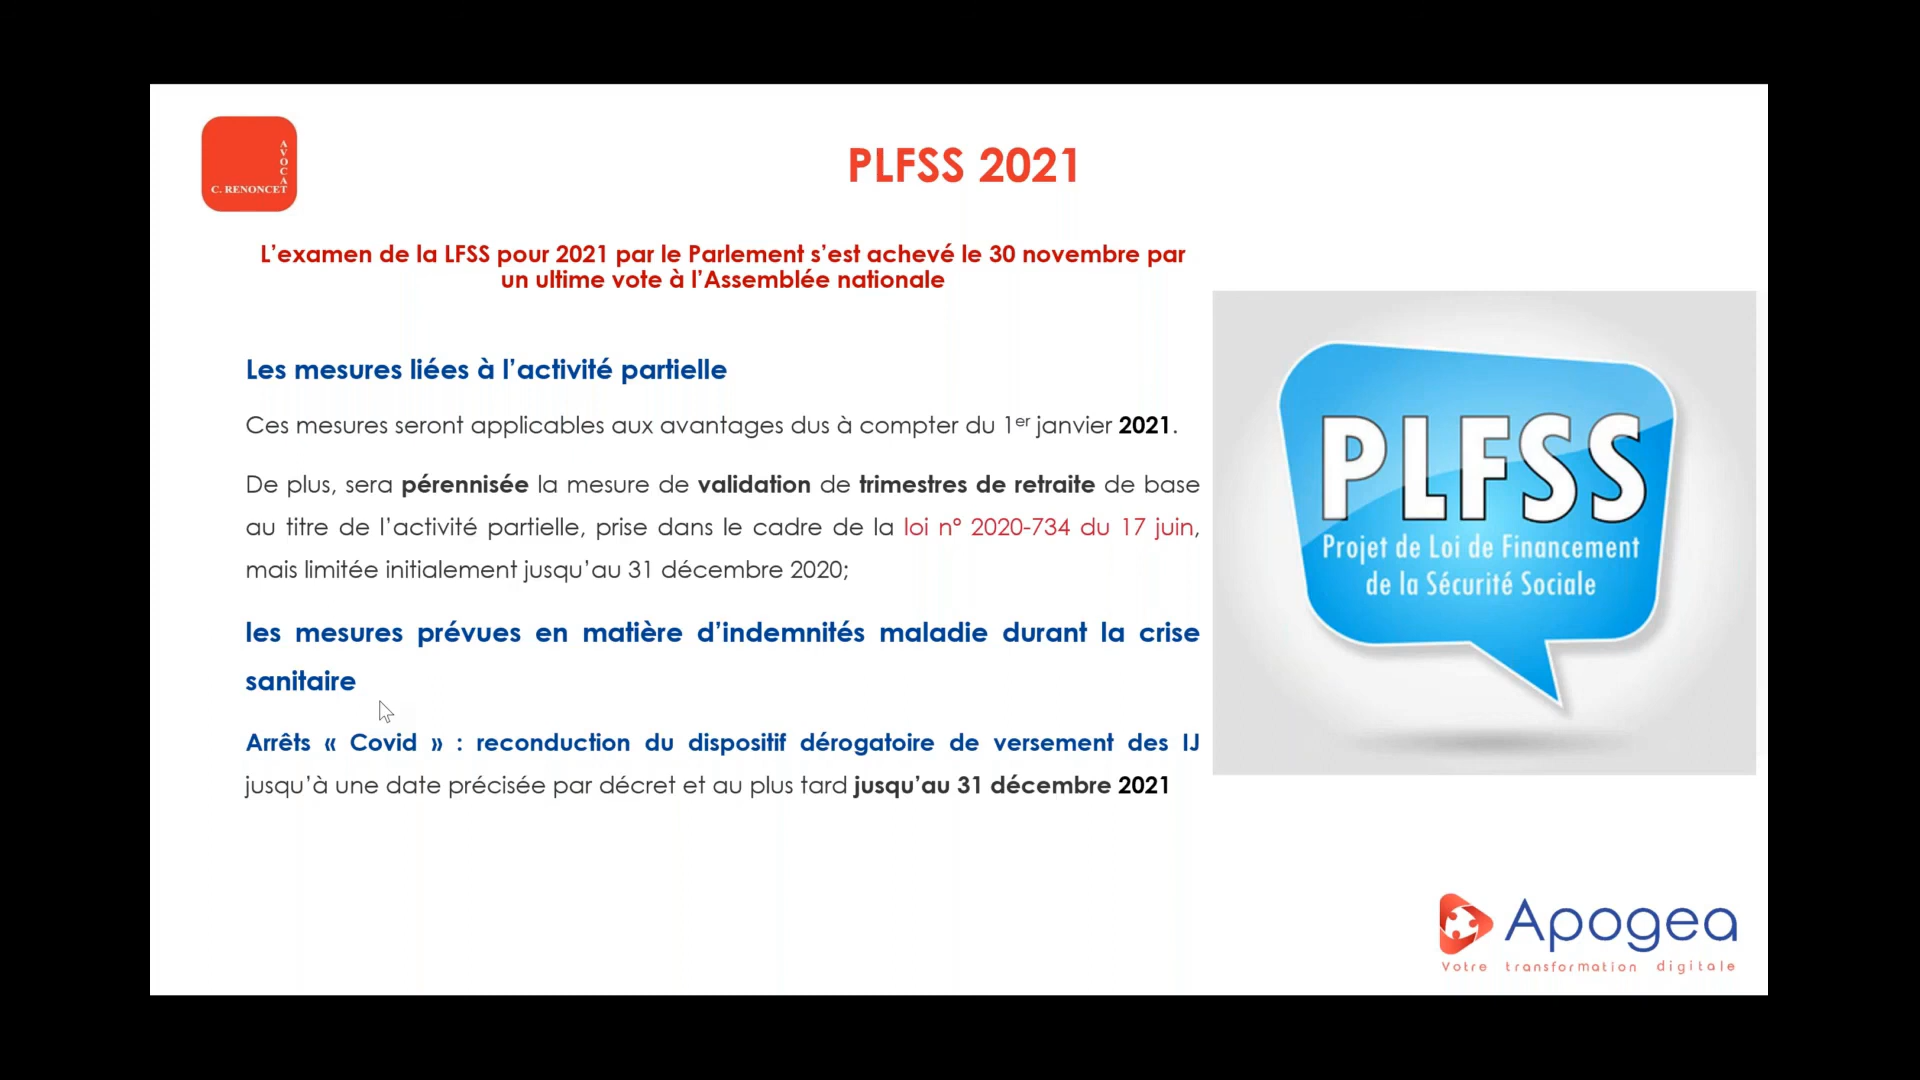 AVOCAT
C. RENONCET
PLFSS 2021
L’examen de la LFSS pour 2021 par le Parlement s’est achevé le 30 novembre par
un ultime vote à l’Assemblée nationale
Les mesures liées à l’activité partielle
Ces mesures seront applicables aux avantages dus à compter du 1er janvier 2021.
De plus, sera pérennisée la mesure de validation de trimestres de retraite de base
au titre de l’activité partielle, prise dans le cadre de la loi n° 2020-734 du 17 juin,
mais limitée initialement jusqu’au 31 décembre 2020;
les mesures prévues en matière d’indemnités maladie durant la crise
sanitaire
Arrêts « Covid » : reconduction du dispositif dérogatoire de versement des IJ
jusqu’à une date précisée par décret et au plus tard jusqu’au 31 décembre 2021
PLFSS
Projet de Loi de Financement
de la Sécurité Sociale
Apogea
Votre transformation digitale